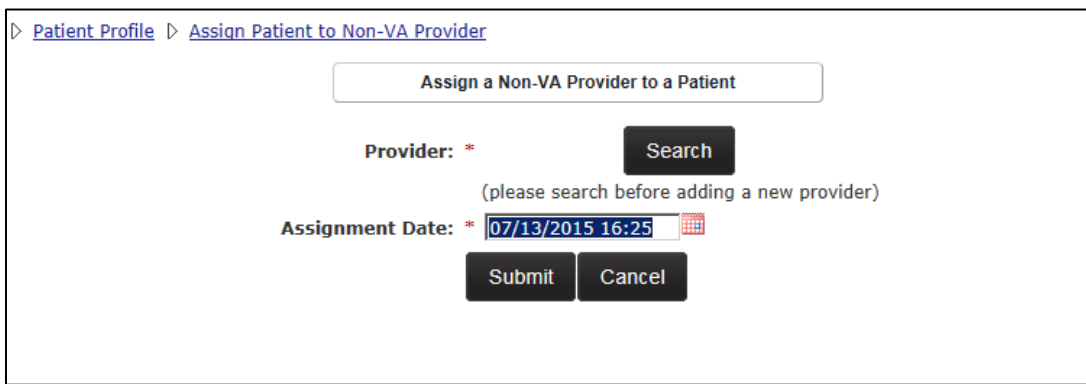 Patient Profile Assign Patient to Non-VA Provider
Assign a Non-VA Provider to a Patient
Provider: * Search
(please search before adding a new provider)
Assignment Date: * 07/13/2015 16:25
Submit Cancel